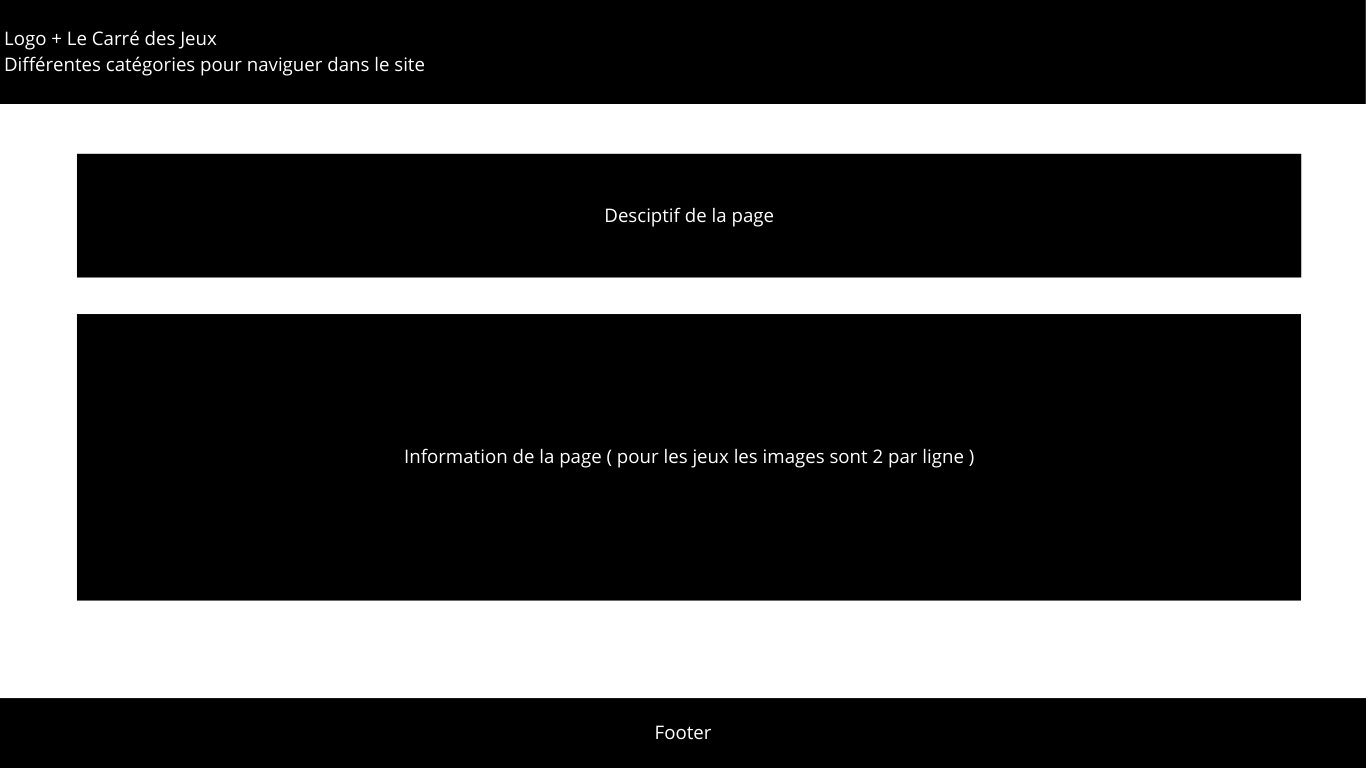 Logo + Le Carré des Jeux
Différentes catégories pour naviguer dans le site
Desciptif de la page
Information de la page ( pour les jeux les images sont 2 par ligne )
Footer